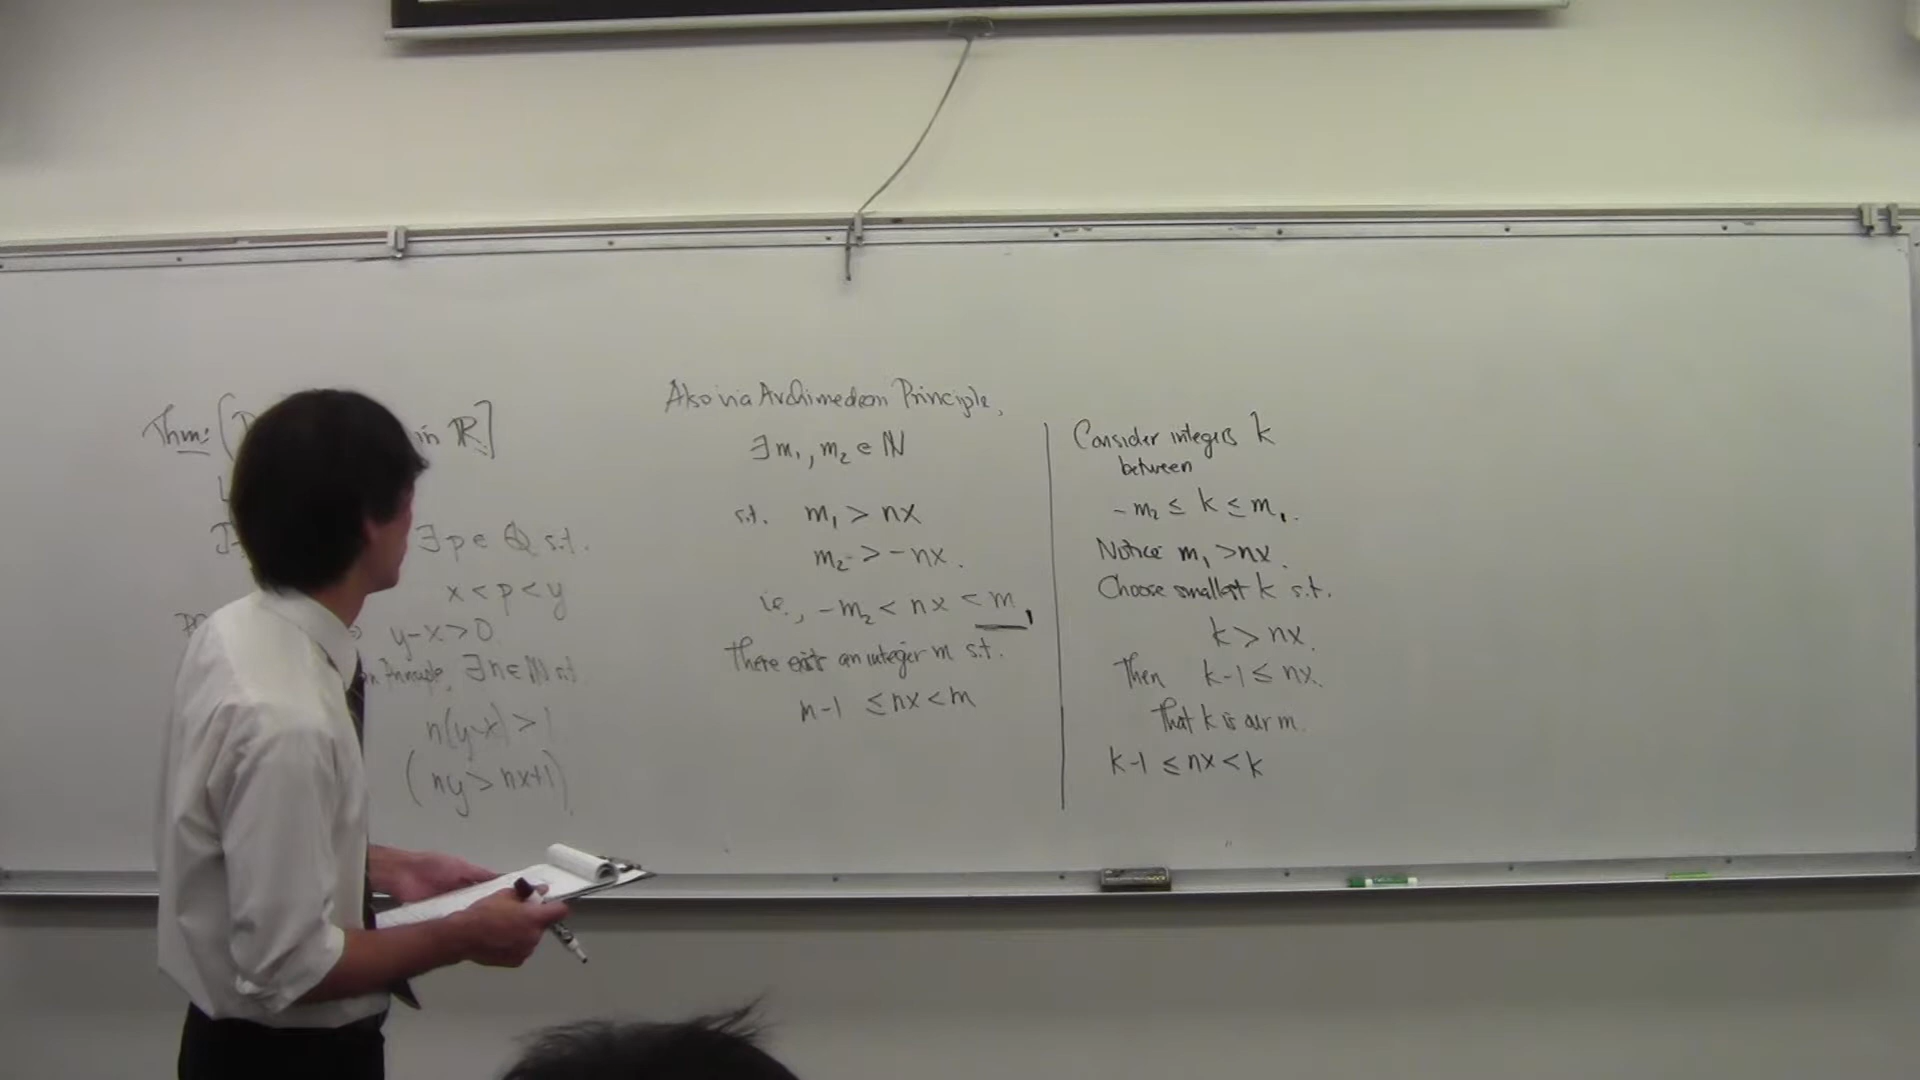 Thm: in ℝ]
∃ p ∈ ℚ s.t.
x < p < y
y-x>0
Principle, ∃n∈ℕ s.t.
n(y-x) > 1
(ny > nx+1)
Also via Archimedean Principle,
∃ m₁, m₂ ∈ ℕ
s.t. m₁ > nx
m₂ > -nx.
i.e., -m₂ < nx < m₁
There exists an integer m s.t.
m-1 ≤ nx < m
Consider integers k
between
-m₂ ≤ k ≤ m₁.
Notice m₁ > nx.
Choose smallest k s.t.
k > nx.
Then k-1 ≤ nx.
That k is our m.
k-1 ≤ nx < k